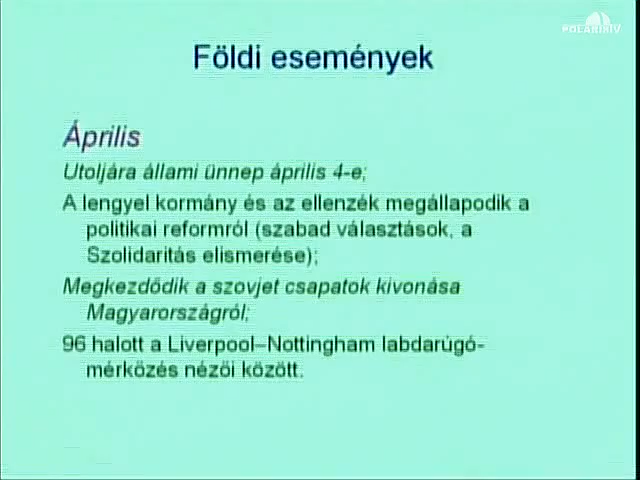 Földi események
Április
Utoljára állami ünnep április 4-e;
A lengyel kormány és az ellenzék megállapodik a
politikai reformról (szabad választások, a
Szolidaritás elismerése);
Megkezdődik a szovjet csapatok kivonása
Magyarországról;
96 halott a Liverpool–Nottingham labdarúgó-
mérkőzés nézői között.